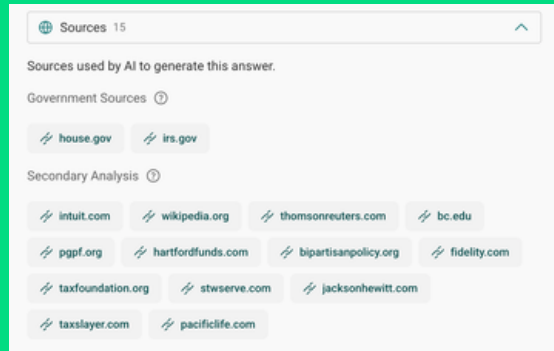 Sources 15
Sources used by AI to generate this answer.
Government Sources
house.gov irs.gov
Secondary Analysis
intuit.com wikipedia.org thomsonreuters.com bc.edu
pgpf.org hartfordfunds.com bipartisanpolicy.org fidelity.com
taxfoundation.org stwserve.com jacksonhewitt.com
taxslayer.com pacificlife.com